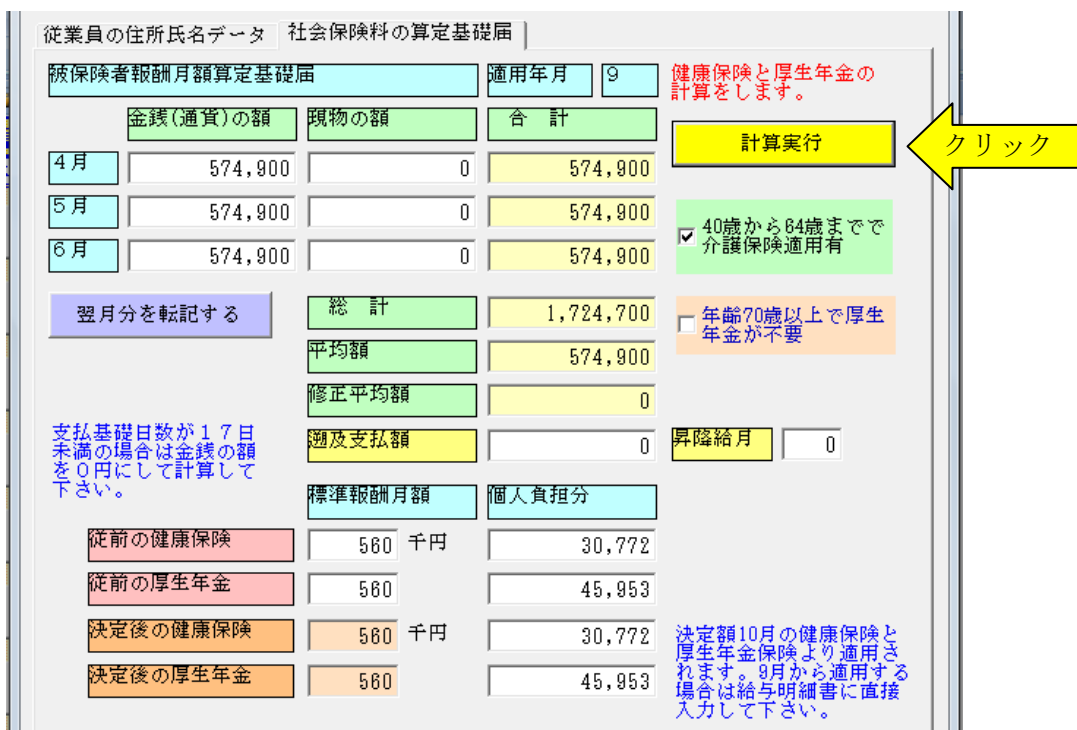 従業員の住所氏名データ 社会保険料の算定基礎届
被保険者報酬月額算定基礎届 適用年月 9 健康保険と厚生年金の
計算をします。
金銭(通貨)の額 現物の額 合 計
計算実行 クリック
4月 574,900 0 574,900
5月 574,900 0 574,900
40歳から64歳までで
介護保険適用有
6月 574,900 0 574,900
翌月分を転記する 総 計 1,724,700
年齢70歳以上で厚生
年金が不要
平均額 574,900
修正平均額 0
支払基礎日数が17日
未満の場合は金銭の額
を0円にして計算して
下さい。
遡及支払額 0 昇降給月 0
標準報酬月額 個人負担分
従前の健康保険 560 千円 30,772
従前の厚生年金 560 45,953
決定後の健康保険 560 千円 30,772
決定後の厚生年金 560 45,953
決定額10月の健康保険と
厚生年金保険より適用さ
れます。9月から適用する
場合は給与明細書に直接
入力して下さい。